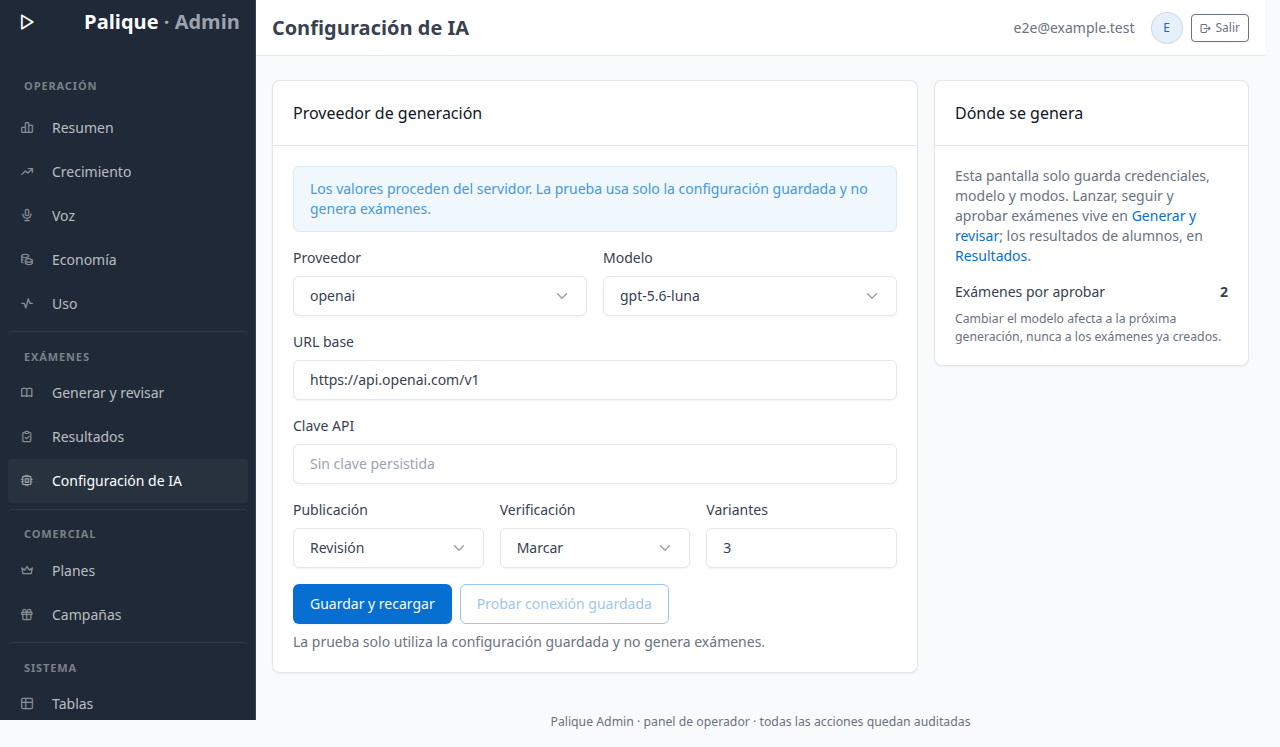 Palique · Admin
OPERACIÓN
Resumen
Crecimiento
Voz
Economía
Uso
EXÁMENES
Generar y revisar
Resultados
Configuración de IA
COMERCIAL
Planes
Campañas
SISTEMA
Tablas
Configuración de IA
e2e@example.test
E
Salir
Proveedor de generación
Los valores proceden del servidor. La prueba usa solo la configuración guardada y no
genera exámenes.
Proveedor
Modelo
openai
gpt-5.6-luna
URL base
https://api.openai.com/v1
Clave API
Sin clave persistida
Publicación
Verificación
Variantes
Revisión
Marcar
3
Guardar y recargar
Probar conexión guardada
La prueba solo utiliza la configuración guardada y no genera exámenes.
Dónde se genera
Esta pantalla solo guarda credenciales,
modelo y modos. Lanzar, seguir y
aprobar exámenes vive en Generar y
revisar; los resultados de alumnos, en
Resultados.
Exámenes por aprobar 2
Cambiar el modelo afecta a la próxima
generación, nunca a los exámenes ya creados.
Palique Admin · panel de operador · todas las acciones quedan auditadas